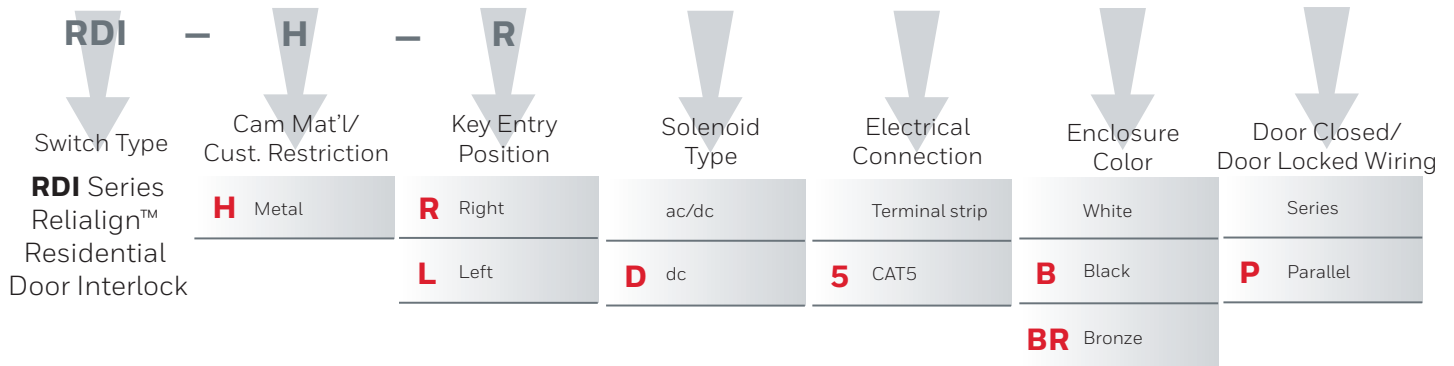 RDI – H – R
Switch Type
RDI Series
Relialign™
Residential
Door Interlock
Cam Mat’l/
Cust. Restriction
H Metal
Key Entry
Position
R Right
L Left
Solenoid
Type
ac/dc
D dc
Electrical
Connection
Terminal strip
5 CAT5
Enclosure
Color
White
B Black
BR Bronze
Door Closed/
Door Locked Wiring
Series
P Parallel